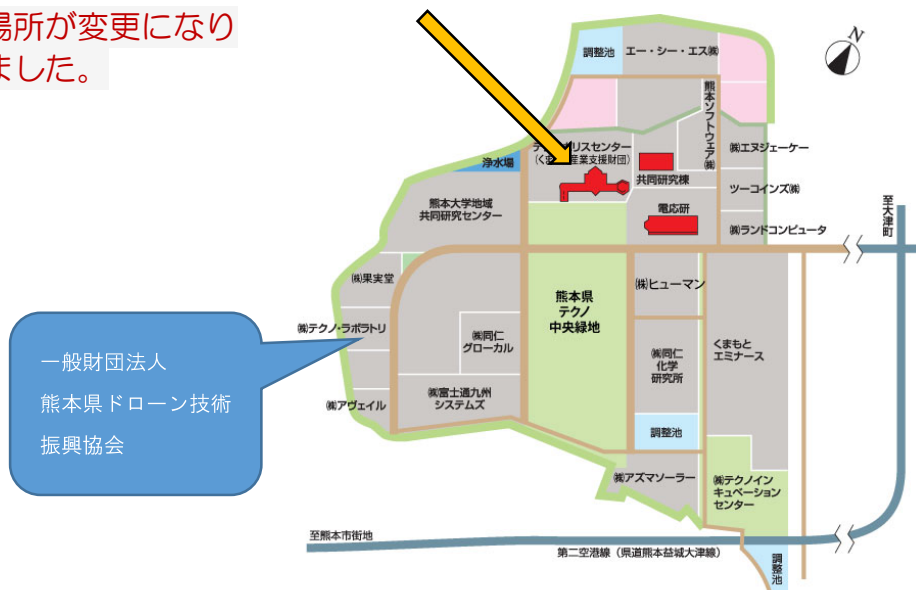 場所が変更になり
ました。
調整池
エー・シー・エス㈱
N
熊本ソフトウェア㈱
㈱エヌジェーケー
浄水場
共同研究棟
ツーコインズ㈱
熊本大学地域
共同研究センター
電応研
㈱ランドコンピュータ
至大津町
㈱果実堂
㈱ヒューマン
熊本県
テクノ
中央緑地
㈱テクノ・ラボラトリ
㈱同仁
グローカル
くまもと
エミナース
㈱同仁
化学
研究所
一般財団法人
熊本県ドローン技術
振興協会
㈱アヴェイル
㈱富士通九州
システムズ
調整池
㈱アズマソーラー
㈱テクノイン
キュベーション
センター
至熊本市街地
第二空港線（県道熊本益城大津線）
調整池